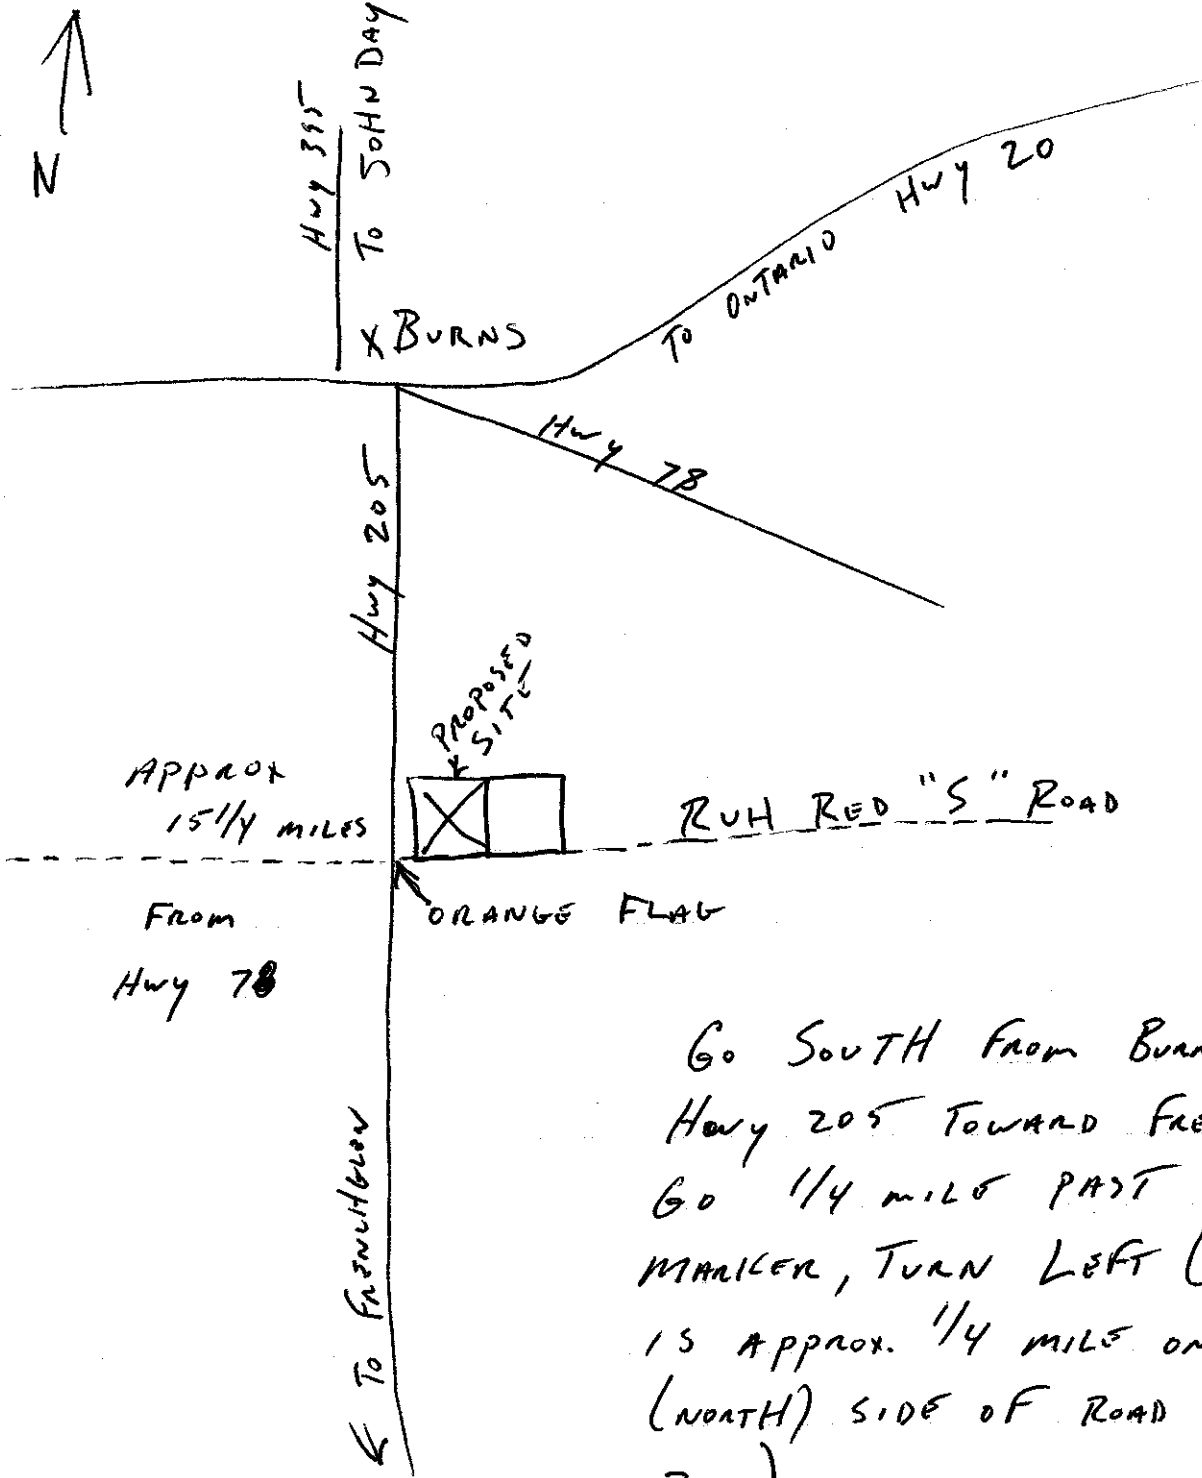 N
Hwy 395
To JOHN DAY
x BURNS
To ONTARIO Hwy 20
Hwy 78
Hwy 205
PROPOSED
SITE
APPROX
15 1/4 MILES
RUH RED "S" ROAD
ORANGE FLAG
FROM
Hwy 78
To FRENCHGLEN
Go SOUTH FROM
Hwy 205 TOWARD
Go 1/4 MILE PAST
MARKER, TURN LEFT (
IS APPROX. 1/4 MILE ON
(NORTH) SIDE OF ROAD